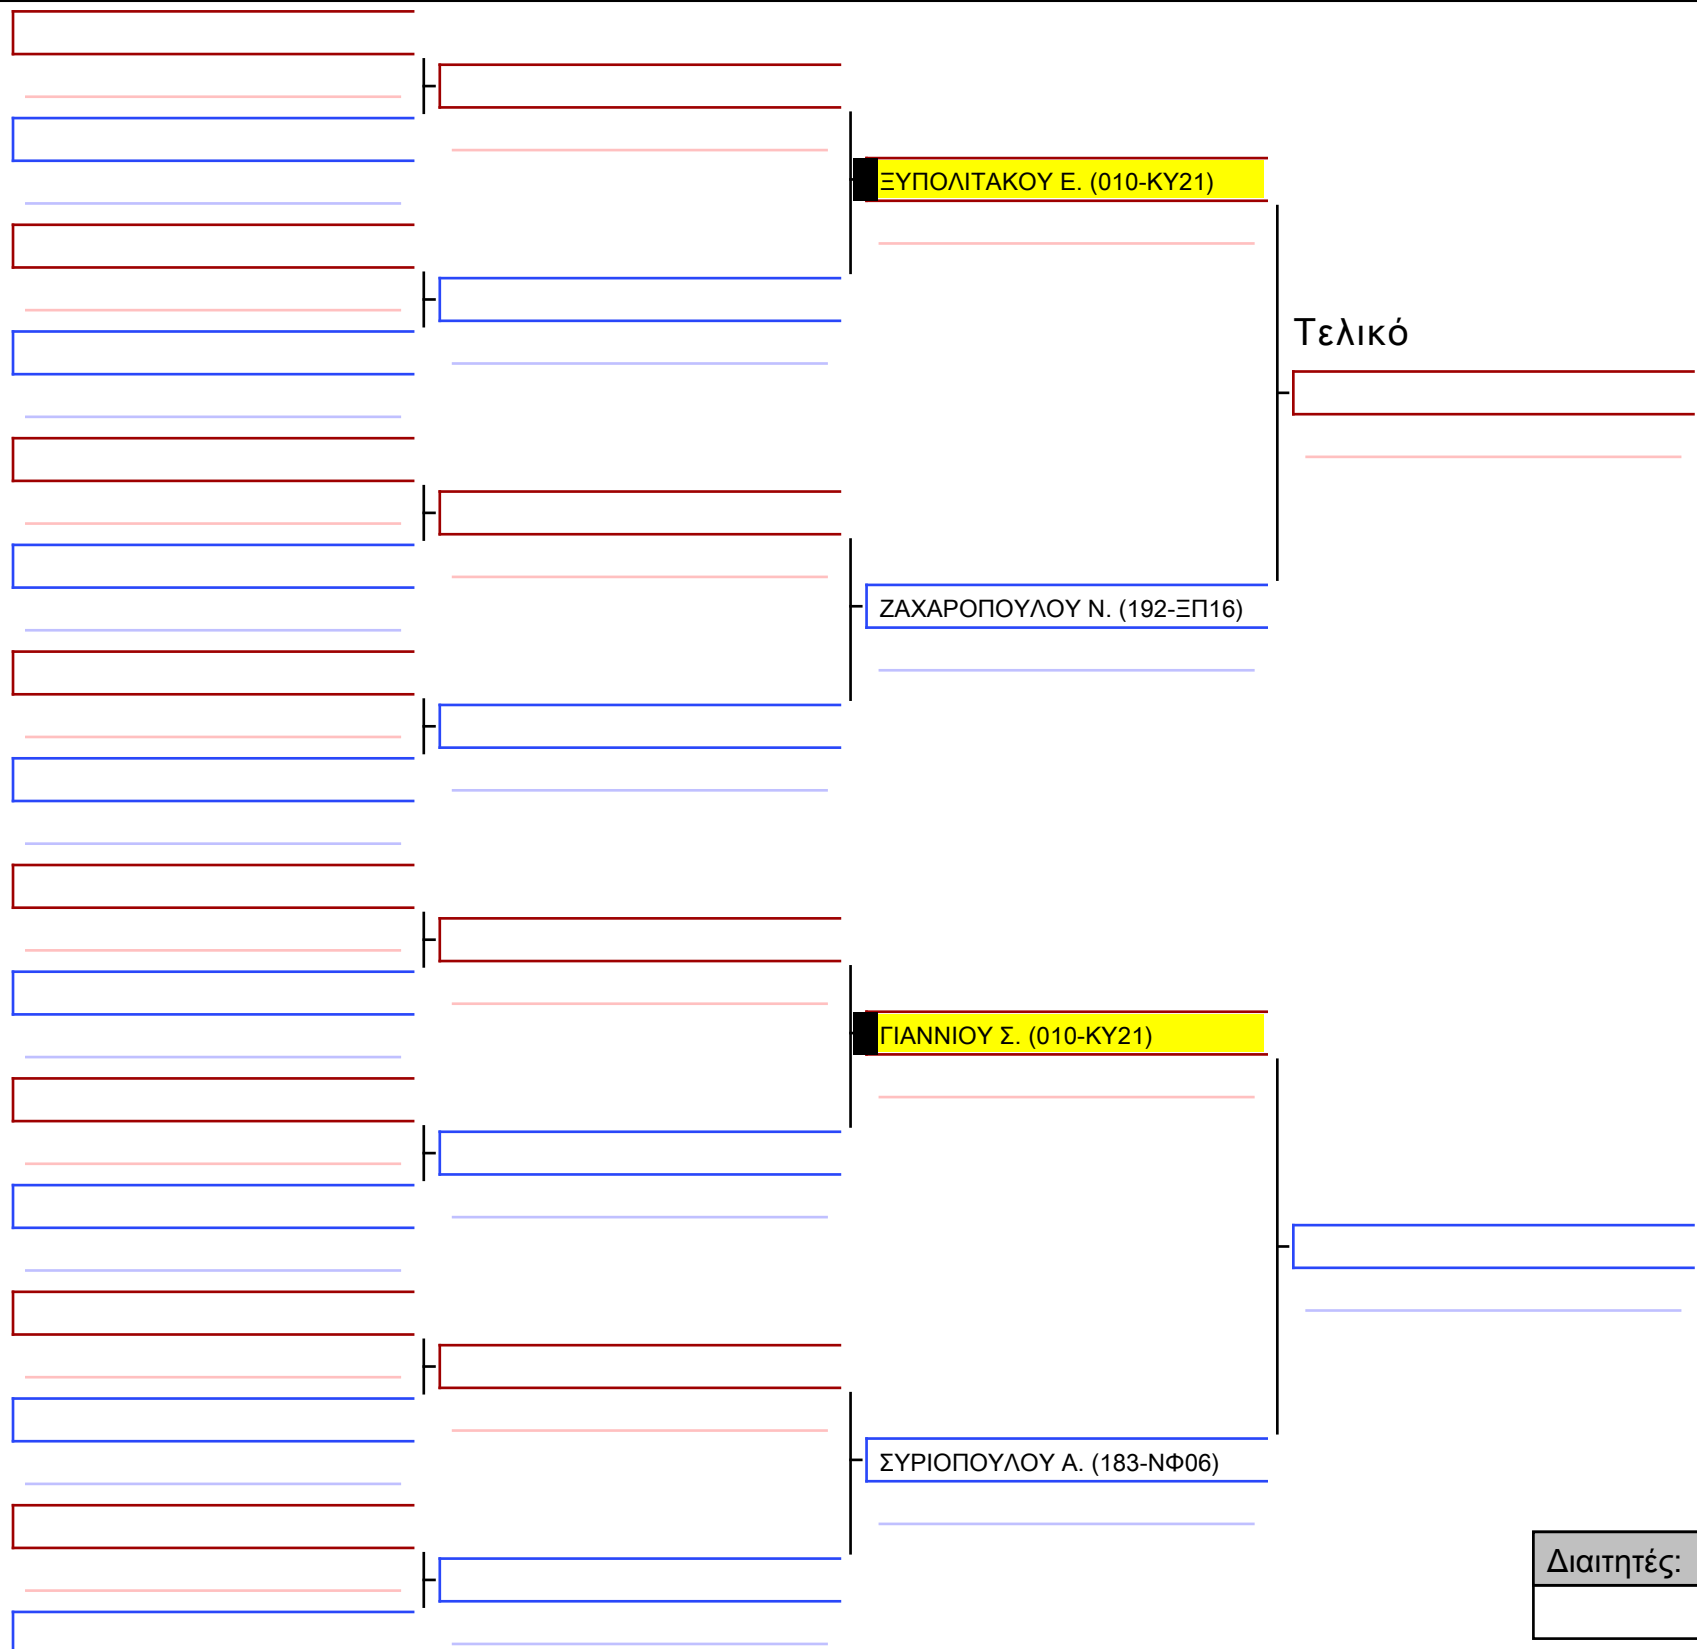 ΞΥΠΟΛΙΤΑΚΟΥ Ε. (010-ΚΥ21)
Τελικό
ΖΑΧΑΡΟΠΟΥΛΟΥ Ν. (192-ΞΠ16)
ΓΙΑΝΝΙΟΥ Σ. (010-ΚΥ21)
ΣΥΡΙΟΠΟΥΛΟΥ Α. (183-ΝΦ06)
Διαιτητές: